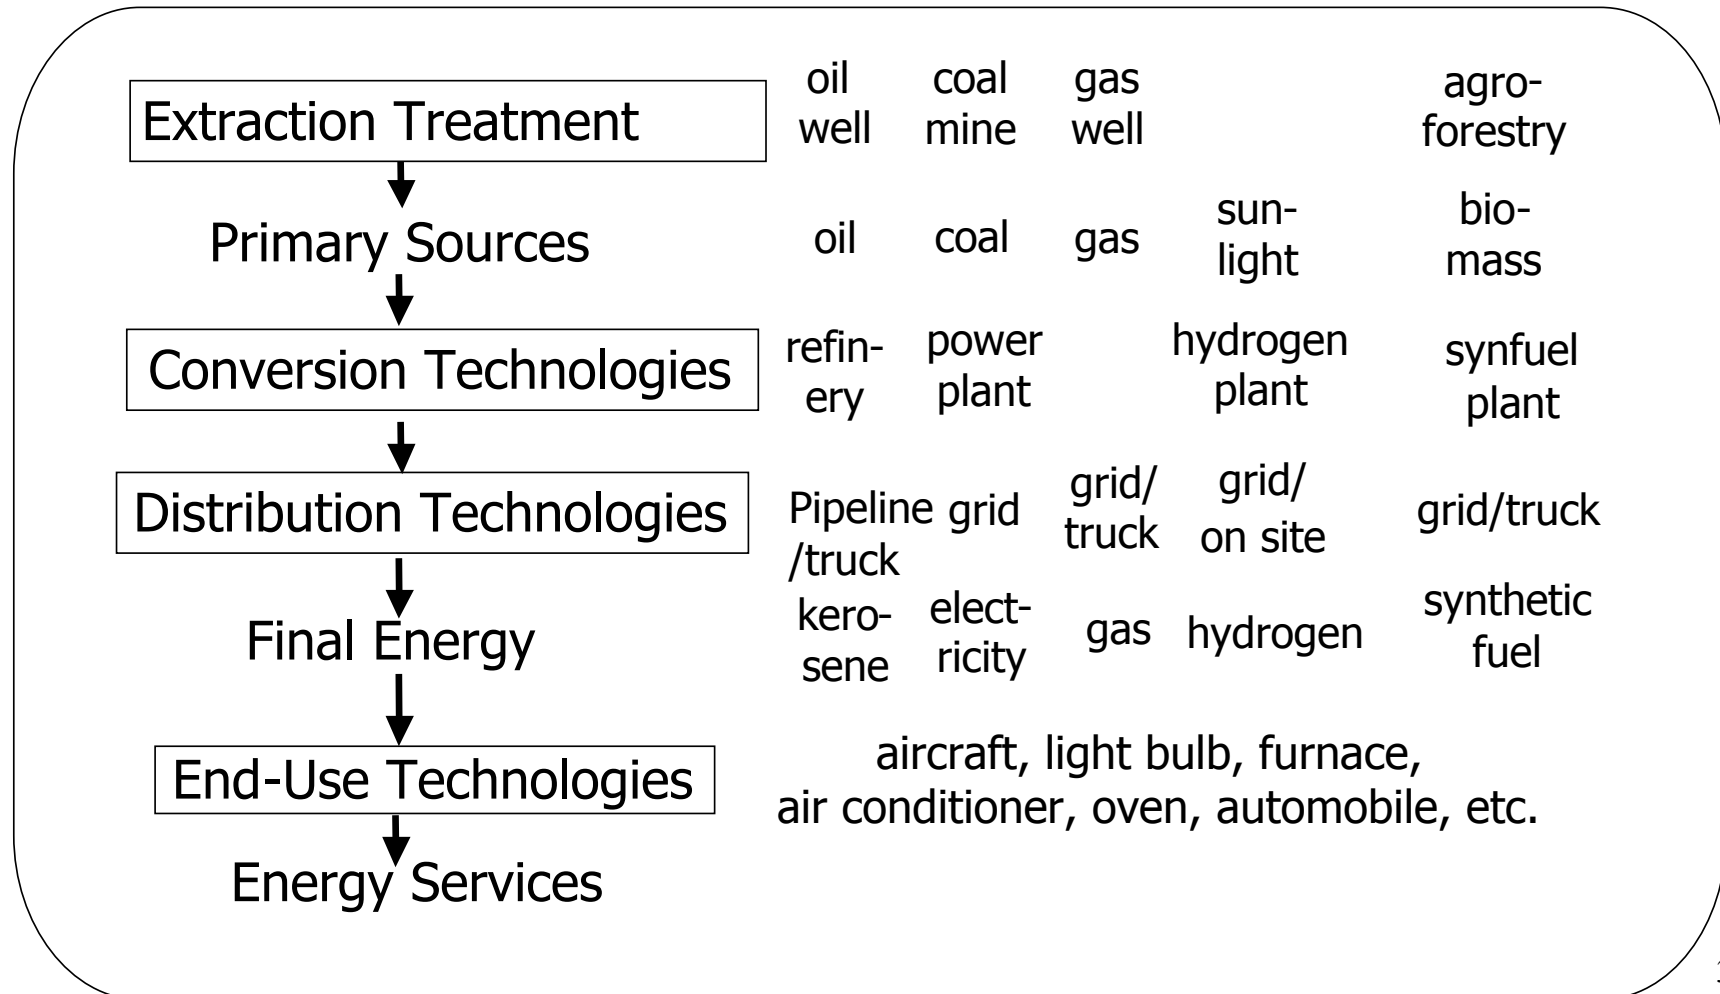 Extraction Treatment
oil well
coal mine
gas well
agro-
forestry
Primary Sources
oil
coal
gas
sun-
light
bio-
mass
Conversion Technologies
refin-
ery
power
plant
hydrogen
plant
synfuel
plant
Distribution Technologies
Pipeline
/truck
grid
grid/
truck
grid/
on site
grid/truck
Final Energy
kero-
sene
elect-
ricity
gas
hydrogen
synthetic
fuel
End-Use Technologies
aircraft, light bulb, furnace,
air conditioner, oven, automobile, etc.
Energy Services